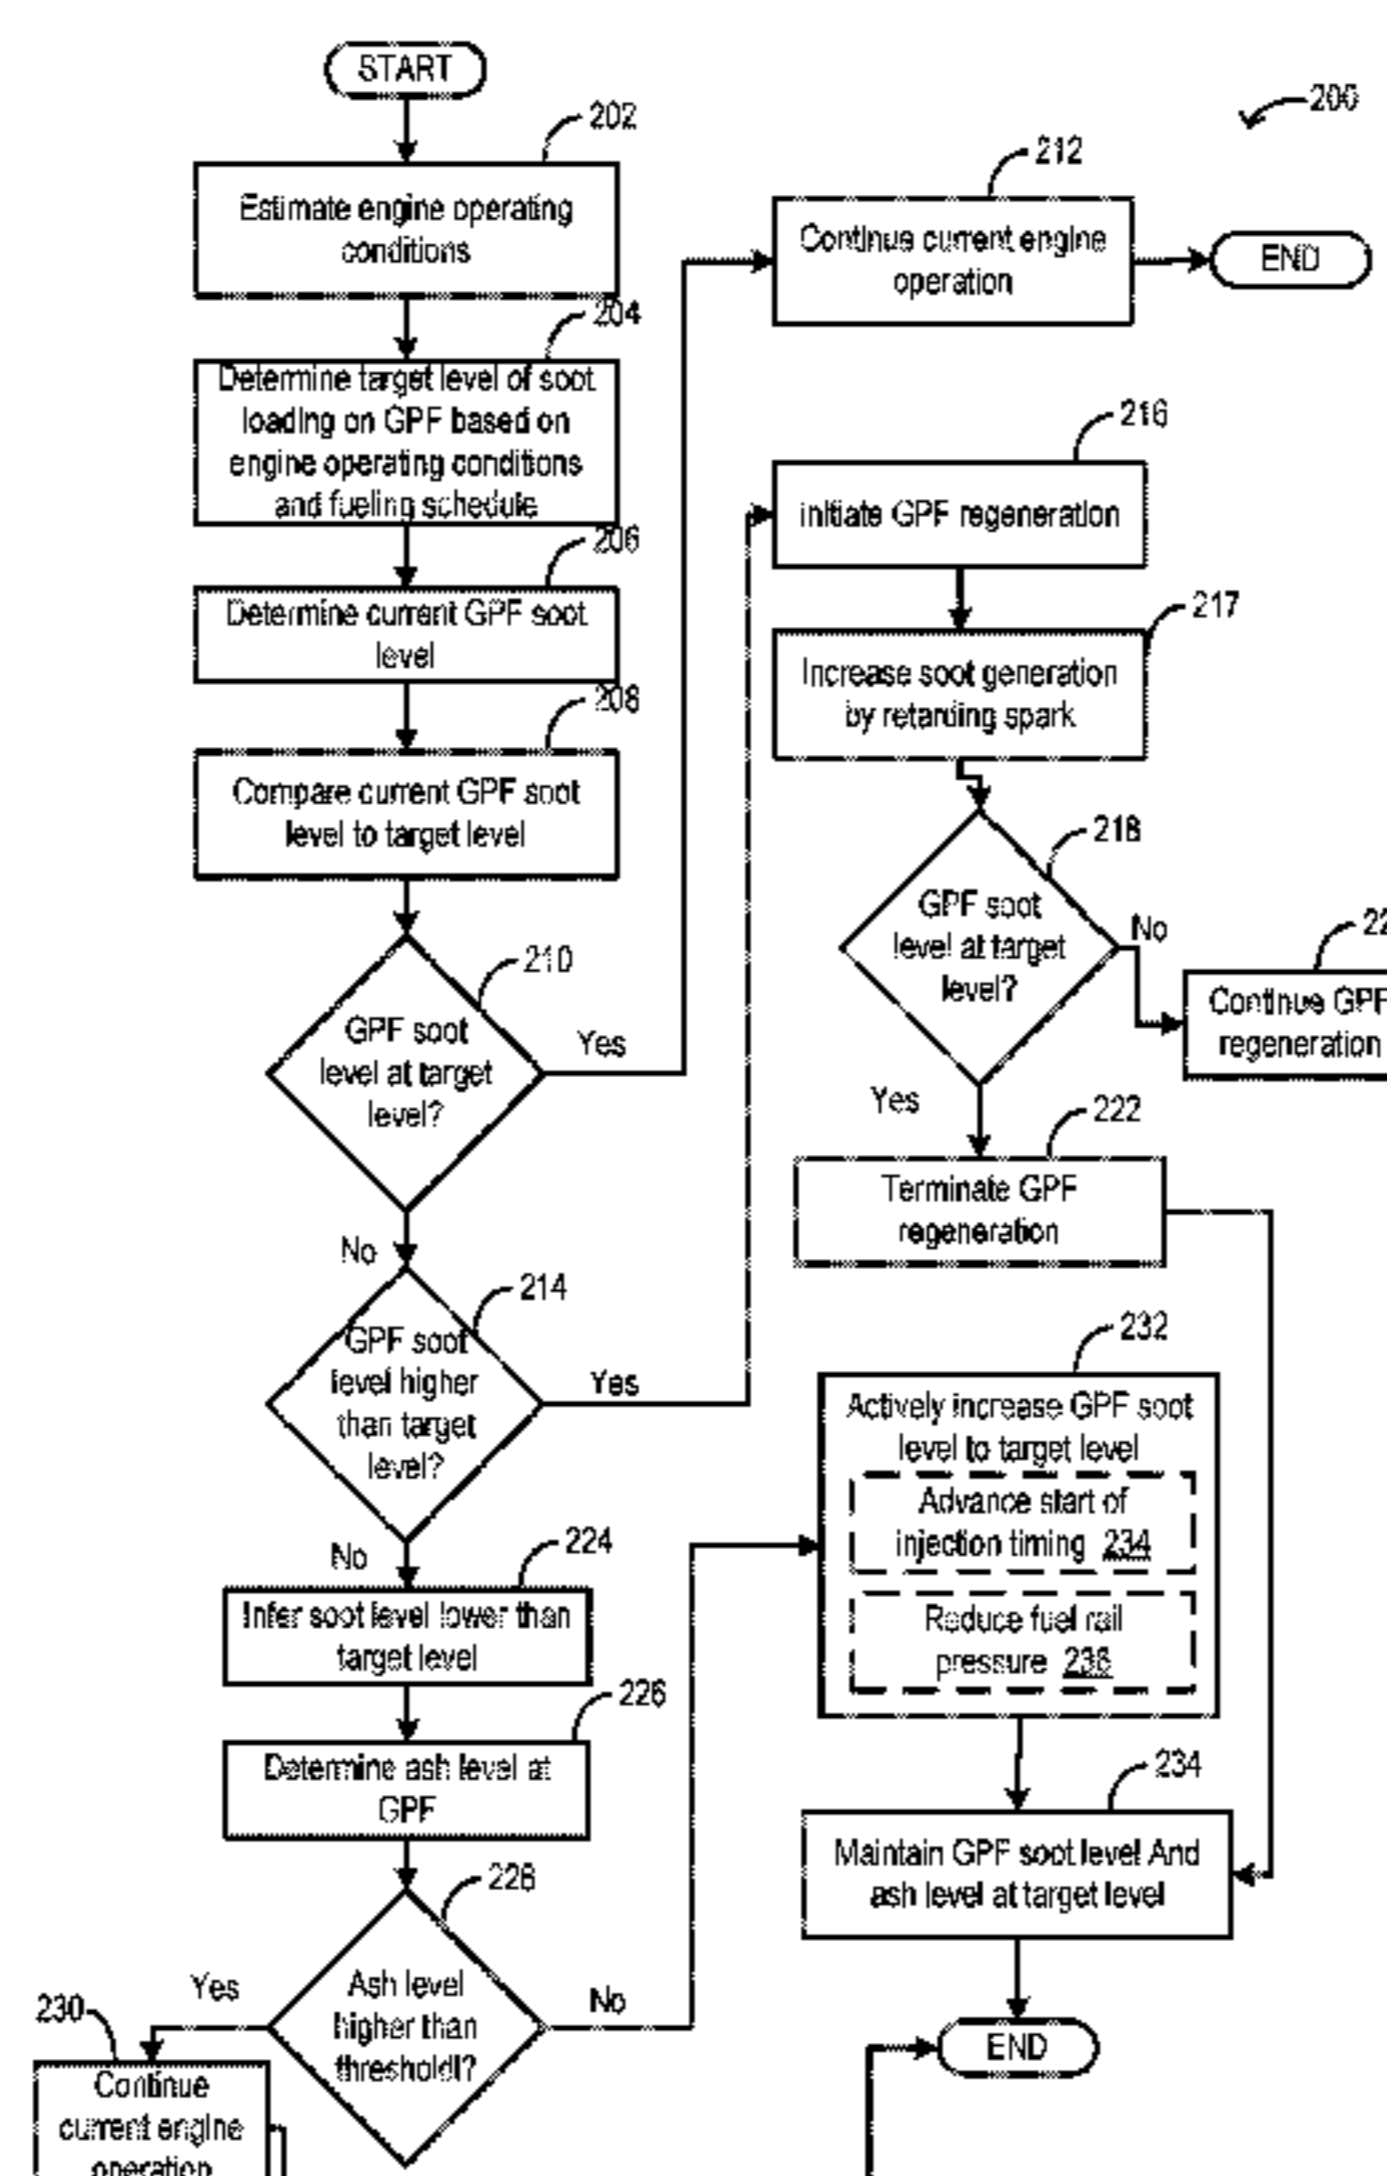 START
200
202
Estimate engine operating
conditions
204
Determine target level of soot
loading on GPF based on
engine operating conditions
and fueling schedule
206
Determine current GPF soot
level
208
Compare current GPF soot
level to target level
210
GPF soot
level at target
level?
Yes
No
212
Continue current engine
operation
END
214
GPF soot
level higher
than target
level?
Yes
No
216
initiate GPF regeneration
217
Increase soot generation
by retarding spark
218
GPF soot
level at target
level?
No
Yes
22
Continue GPF
regeneration
222
Terminate GPF
regeneration
224
Infer soot level lower than
target level
226
Determine ash level at
GPF
228
Ash level
higher than
threshold!?
Yes
No
230
Continue
current engine
operation
232
Actively increase GPF soot
level to target level
Advance start of
injection timing 234
Reduce fuel rail
pressure 236
234
Maintain GPF soot level And
ash level at target level
END